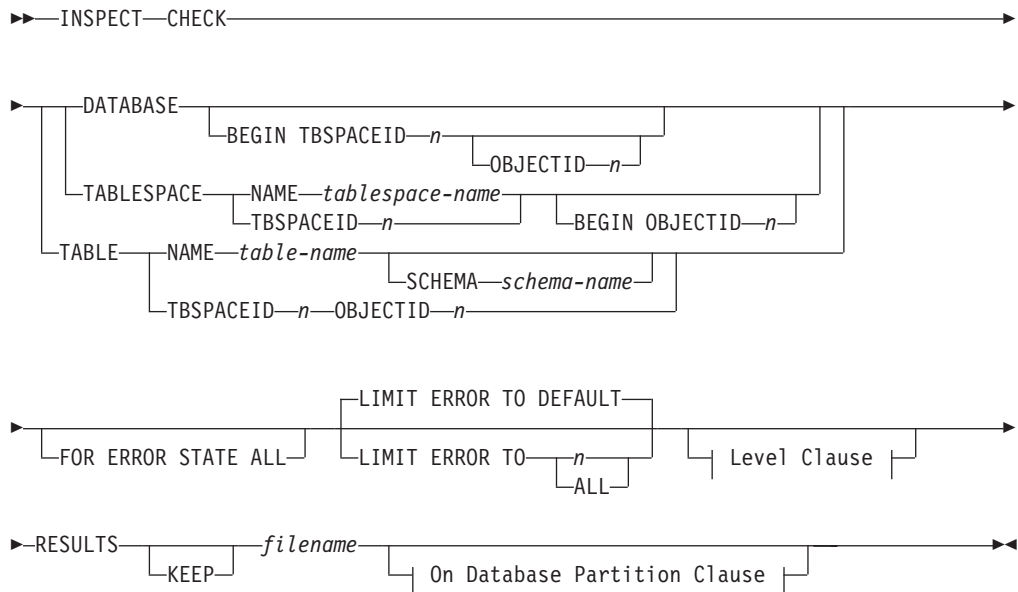 INSPECT CHECK
DATABASE
BEGIN TBSPACEID n
OBJECTID n
TABLESPACE NAME tablespace-name
TBSPACEID n BEGIN OBJECTID n
TABLE NAME table-name
SCHEMA schema-name
TBSPACEID n OBJECTID n
LIMIT ERROR TO DEFAULT
FOR ERROR STATE ALL LIMIT ERROR TO n Level Clause
ALL
RESULTS filename
KEEP On Database Partition Clause